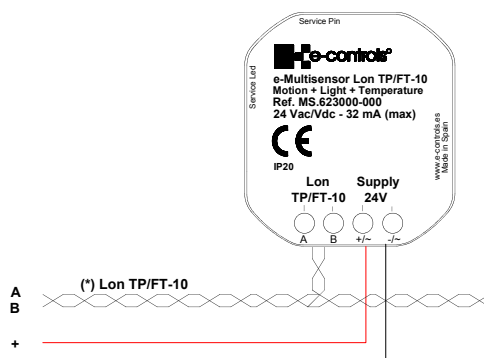 Service Pin
Service Led
e-controls®
e-Multisensor Lon TP/FT-10
Motion + Light + Temperature
Ref. MS.623000-000
24 Vac/Vdc - 32 mA (max)
CE
IP20
www.e-controls.es
Made in Spain
Lon Supply
TP/FT-10 24V
A B +/~ -/~
(*) Lon TP/FT-10
A
B
+